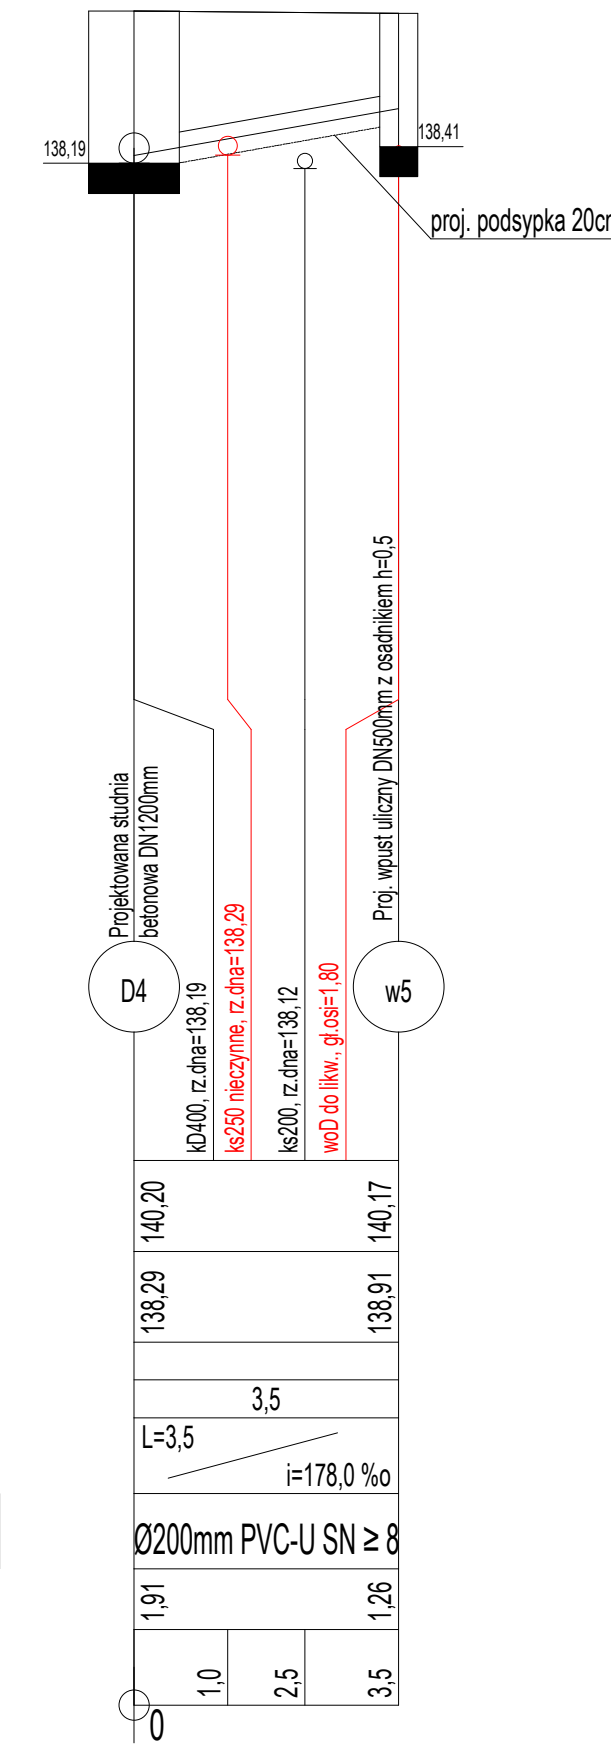 138,19
138,41
proj. podsypka 20cm
Projektowana studnia
betonowa DN1200mm
Proj. wpust uliczny DN500mm z osadnikiem h=0,5
D4
w5
kD400, rz.dna=138,19
ks250 nieczynne, rz.dna=138,29
ks200, rz.dna=138,12
woD do likw., gł.osi=1,80
140,20
140,17
138,29
138,91
3,5
L=3,5
i=178,0 %o
Ø200mm PVC-U SN ≥ 8
1,91
1,26
1,0
2,5
3,5
0